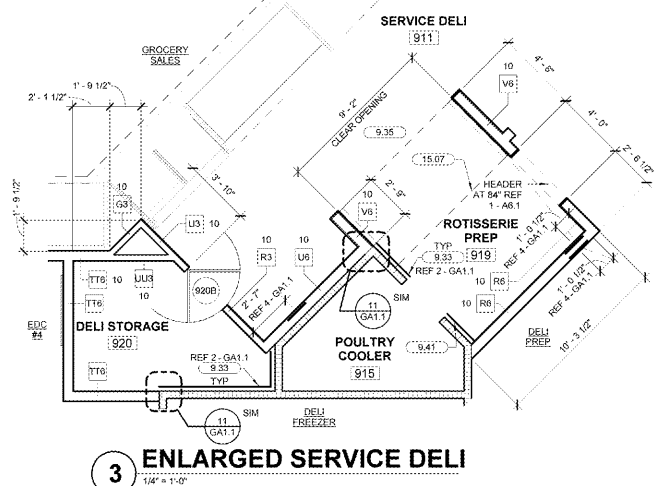 SERVICE DELI
911
GROCERY
SALES
1' - 9 1/2"
2' - 1 1/2"
4' - 6"
10
V6
9' - 2"
CLEAR OPENING
9.35
4' - 0"
15.07
2' - 6 1/2"
3' - 10"
10
G3
1' - 9 1/2"
U3 10
10
V6
2' - 9"
HEADER
AT 84" REF
1 - A6.1
ROTISSERIE
PREP
919
TYP
9.33
REF 2 - GA1.1
1' - 0 1/2"
REF 4 - GA1.1
10
R3
10
U6
TT6 10
UU3
10
920B
2' - 7"
REF 4 - GA1.1
10 R6
1' - 0 1/2"
REF 4 - GA1.1
TT6
SIM
11
GA1.1
10 R6
EDC
#4
DELI STORAGE
920
DELI
PREP
10' - 3 1/2"
POULTRY
COOLER
915
9.41
REF 2 - GA1.1
9.33
TYP
TT6
SIM
11
GA1.1
DELI
FREEZER
3
ENLARGED SERVICE DELI
1/4" = 1'-0"